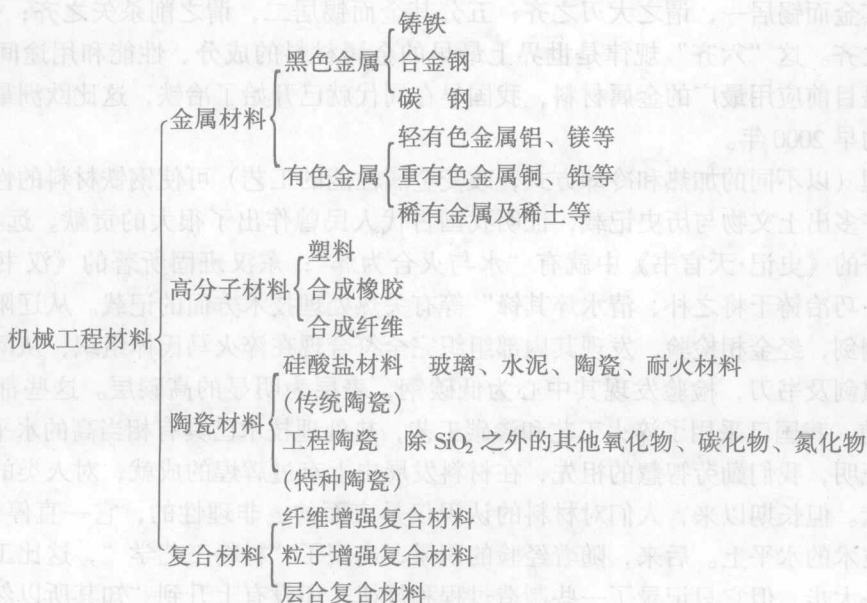 铸铁
黑色金属 合金钢
碳 钢
金属材料
轻有色金属铝、镁等
有色金属 重有色金属铜、铅等
稀有金属及稀土等
塑料
高分子材料 合成橡胶
合成纤维
机械工程材料
硅酸盐材料 玻璃、水泥、陶瓷、耐火材料
(传统陶瓷)
陶瓷材料
工程陶瓷 除 SiO₂ 之外的其他氧化物、碳化物、氮化物
(特种陶瓷)
纤维增强复合材料
复合材料 粒子增强复合材料
层合复合材料